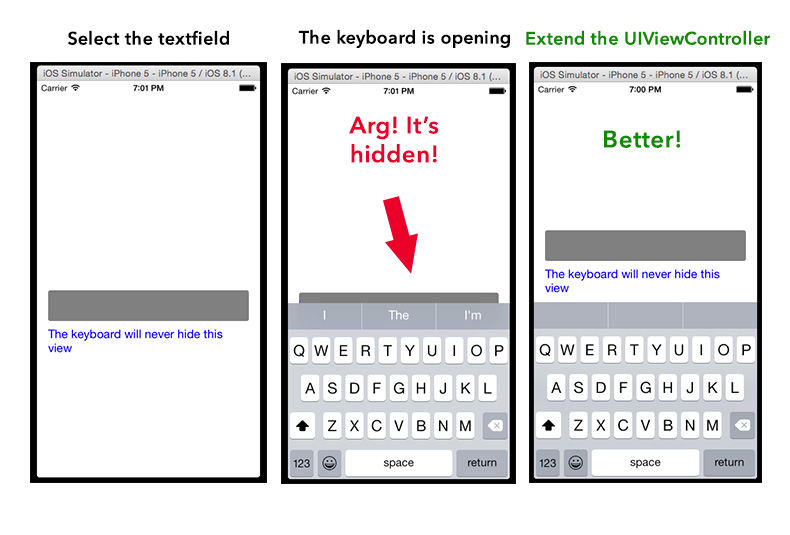 Select the textfield
The keyboard is opening
Extend the UIViewController
iOS Simulator - iPhone 5 - iPhone 5 / iOS 8.1 (...
Carrier 7:01 PM
The keyboard will never hide this
view
iOS Simulator - iPhone 5 - iPhone 5 / iOS 8.1 (...
Carrier 7:01 PM
Arg! It's
hidden!
I The I'm
Q W E R T Y U I O P
A S D F G H J K L
Z X C V B N M
123 space return
iOS Simulator - iPhone 5 - iPhone 5 / iOS 8.1 (...
Carrier 7:00 PM
Better!
The keyboard will never hide this
view
Q W E R T Y U I O P
A S D F G H J K L
Z X C V B N M
123 space return